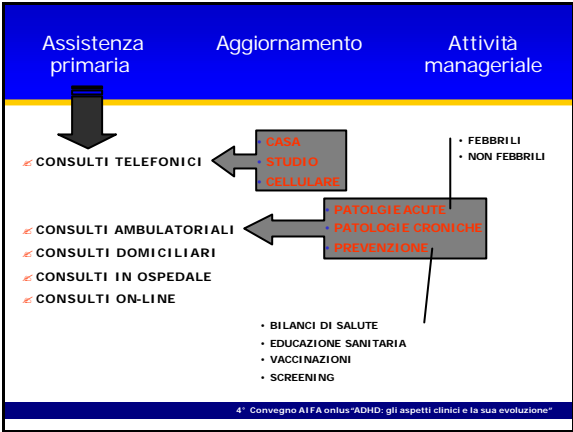 Assistenza primaria
Aggiornamento
Attività manageriale
CONSULTI TELEFONICI
• CASA
• STUDIO
• CELLULARE
• FEBBRILI
• NON FEBBRILI
CONSULTI AMBULATORIALI
• PATOLGIE ACUTE
• PATOLOGIE CRONICHE
• PREVENZIONE
CONSULTI DOMICILIARI
CONSULTI IN OSPEDALE
CONSULTI ON-LINE
• BILANCI DI SALUTE
• EDUCAZIONE SANITARIA
• VACCINAZIONI
• SCREENING
4° Convegno AIFA onlus "ADHD: gli aspetti clinici e la sua evoluzione"